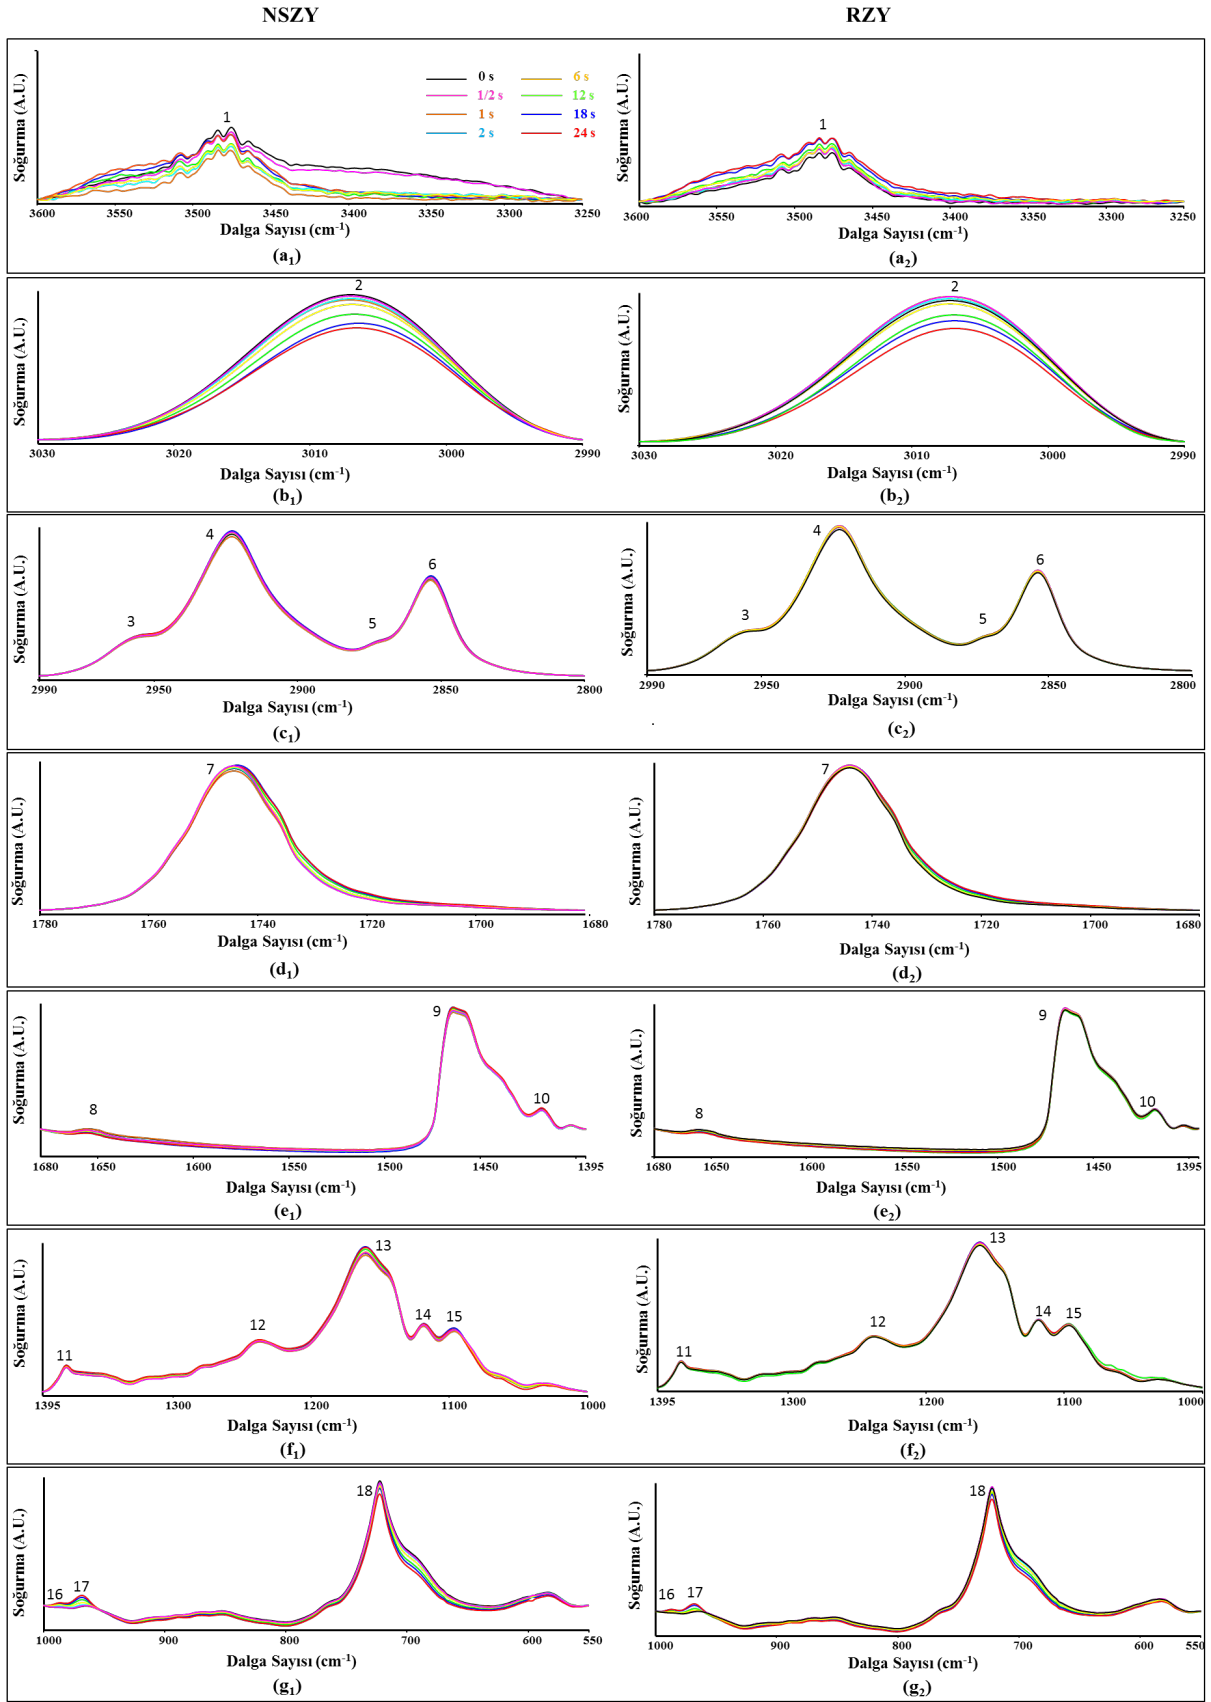 NSZY RZY
Soğurma (A.U.) Soğurma (A.U.)
0 s 6 s
1/2 s 12 s
1 s 18 s
2 s 24 s
1 1
3600 3550 3500 3450 3400 3350 3300 3250 3600 3550 3500 3450 3400 3350 3300 3250
Dalga Sayısı (cm⁻¹) Dalga Sayısı (cm⁻¹)
(a₁) (a₂)
Soğurma (A.U.) Soğurma (A.U.)
2 2
3030 3020 3010 3000 2990 3030 3020 3010 3000 2990
Dalga Sayısı (cm⁻¹) Dalga Sayısı (cm⁻¹)
(b₁) (b₂)
Soğurma (A.U.) Soğurma (A.U.)
3 4 5 6 3 4 5 6
2990 2950 2900 2850 2800 2990 2950 2900 2850 2800
Dalga Sayısı (cm⁻¹) Dalga Sayısı (cm⁻¹)
(c₁) (c₂)
Soğurma (A.U.) Soğurma (A.U.)
7 7
1780 1760 1740 1720 1700 1680 1780 1760 1740 1720 1700 1680
Dalga Sayısı (cm⁻¹) Dalga Sayısı (cm⁻¹)
(d₁) (d₂)
Soğurma (A.U.) Soğurma (A.U.)
8 9 10 8 9 10
1680 1650 1600 1550 1500 1450 1395 1680 1650 1600 1550 1500 1450 1395
Dalga Sayısı (cm⁻¹) Dalga Sayısı (cm⁻¹)
(e₁) (e₂)
Soğurma (A.U.) Soğurma (A.U.)
11 12 13 14 15 11 12 13 14 15
1395 1300 1200 1100 1000 1395 1300 1200 1100 1000
Dalga Sayısı (cm⁻¹) Dalga Sayısı (cm⁻¹)
(f₁) (f₂)
Soğurma (A.U.) Soğurma (A.U.)
16 17 18 16 17 18
1000 900 800 700 600 550 1000 900 800 700 600 550
Dalga Sayısı (cm⁻¹) Dalga Sayısı (cm⁻¹)
(g₁) (g₂)